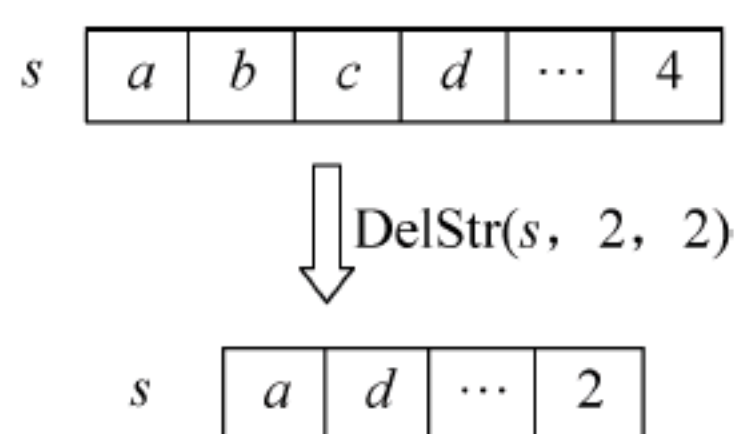 s a b c d … 4
DelStr(s，2，2)
s a d … 2